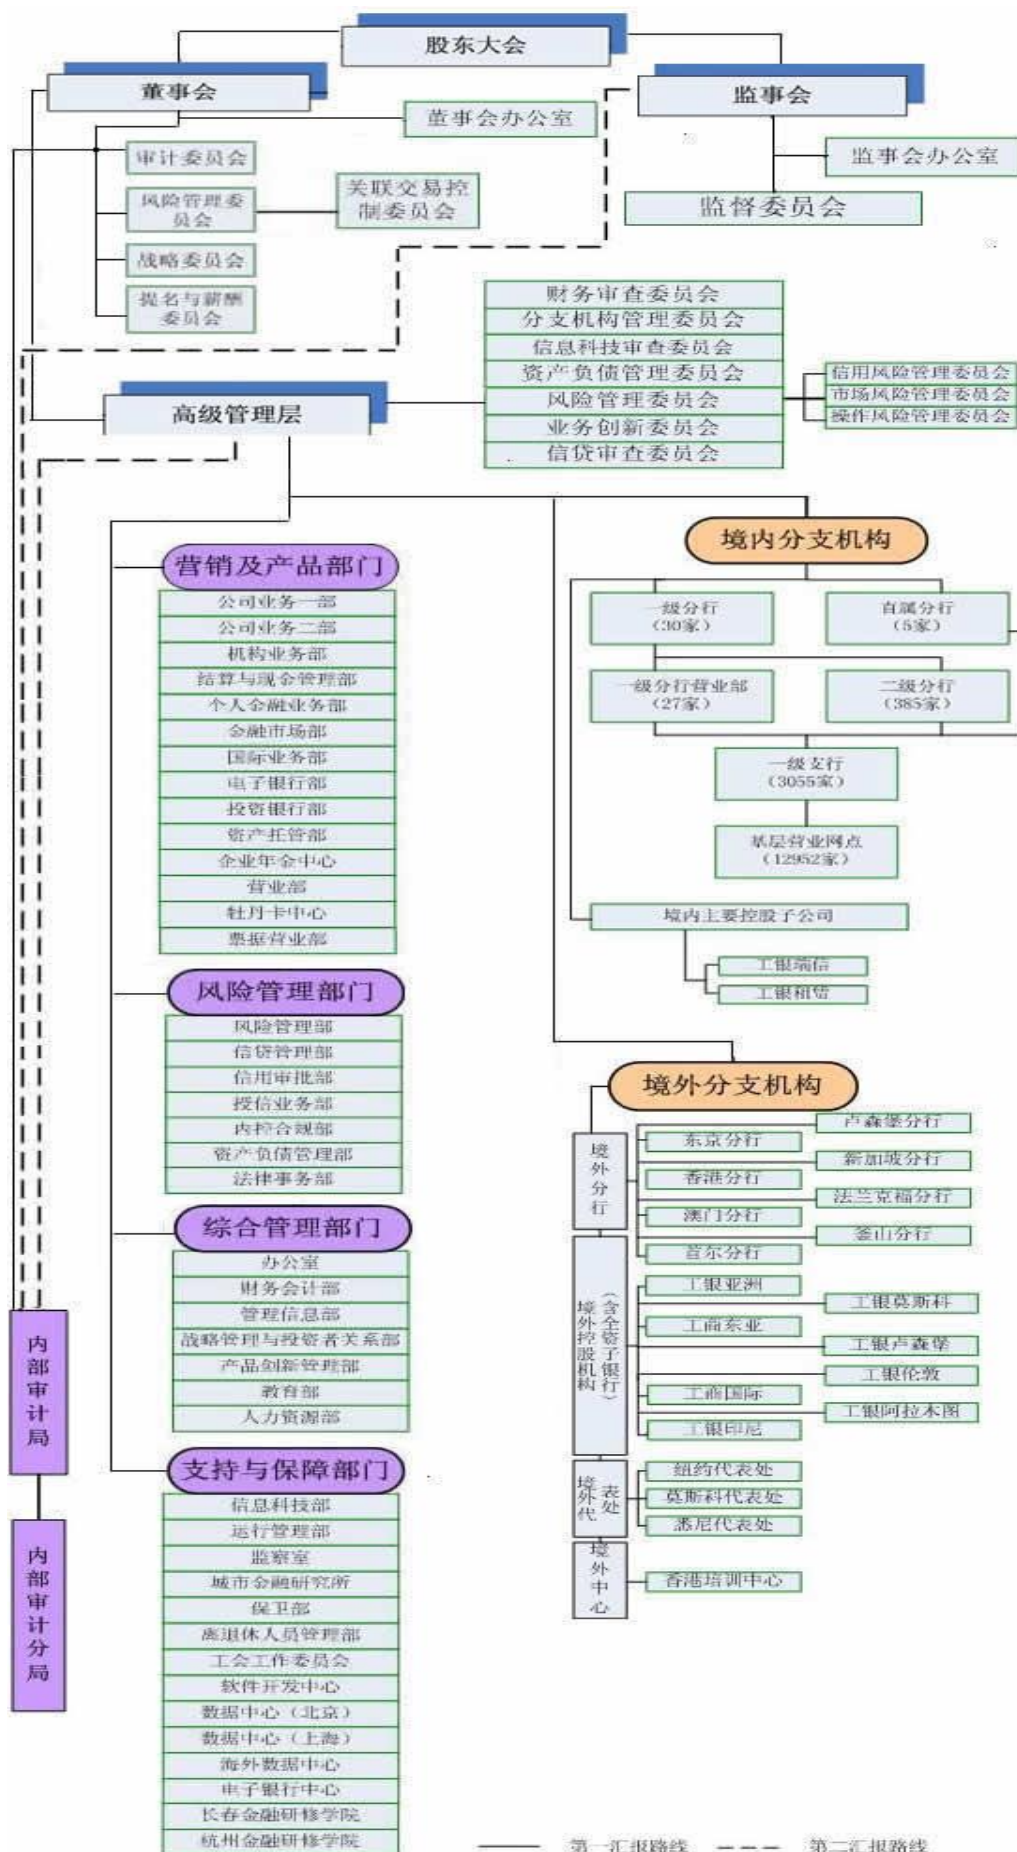 股东大会
董事会
监事会
董事会办公室
监事会办公室
审计委员会
风险管理委
员会
关联交易控
制委员会
监督委员会
战略委员会
提名与薪酬
委员会
财务审查委员会
分支机构管理委员会
信息科技审查委员会
资产负债管理委员会
风险管理委员会
业务创新委员会
信贷审查委员会
信用风险管理委员会
市场风险管理委员会
操作风险管理委员会
高级管理层
营销及产品部门
公司业务一部
公司业务二部
机构业务部
结算与现金管理部
个人金融业务部
金融市场部
国际业务部
电子银行部
投资银行部
资产托管部
企业年金中心
营业部
牡丹卡中心
票据营业部
风险管理部门
风险管理部
信贷管理部
信用审批部
授信业务部
内控合规部
资产负债管理部
法律事务部
综合管理部门
办公室
财务会计部
管理信息部
战略管理与投资者关系部
产品创新管理部
教育部
人力资源部
支持与保障部门
信息科技部
运行管理部
监察室
城市金融研究所
保卫部
离退休人员管理部
工会工作委员会
软件开发中心
数据中心（北京）
数据中心（上海）
海外数据中心
电子银行中心
长春金融研修学院
杭州金融研修学院
内部审计局
内部审计分局
境内分支机构
一级分行
（30家）
直属分行
（5家）
一级分行营业部
（27家）
二级分行
（385家）
一级支行
（3055家）
基层营业网点
（12952家）
境内主要控股子公司
工银瑞信
工银租赁
境外分支机构
境外分行
卢森堡分行
东京分行
新加坡分行
香港分行
法兰克福分行
澳门分行
釜山分行
首尔分行
境外控股机构
（含全资子银行）
工银亚洲
工银莫斯科
工商东亚
工银卢森堡
工银伦敦
工商国际
工银阿拉木图
工银印尼
境外代表处
纽约代表处
莫斯科代表处
悉尼代表处
境外中心
香港培训中心
第一汇报路线
第二汇报路线